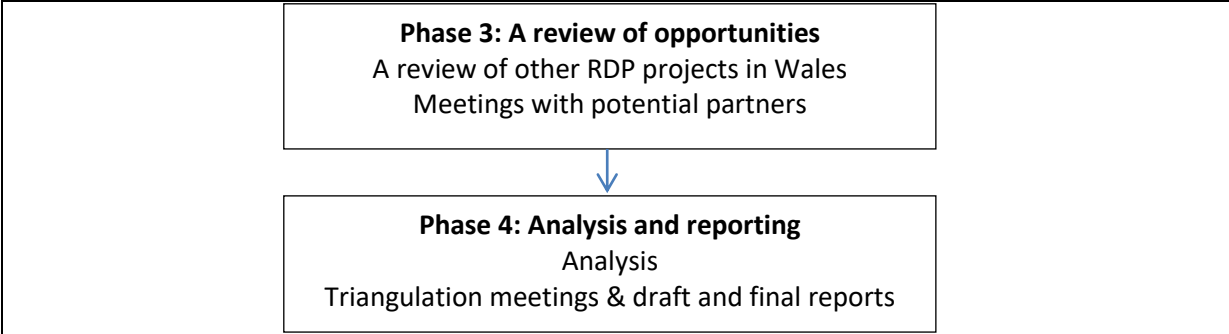 Phase 3: A review of opportunities
A review of other RDP projects in Wales
Meetings with potential partners
Phase 4: Analysis and reporting
Analysis
Triangulation meetings & draft and final reports